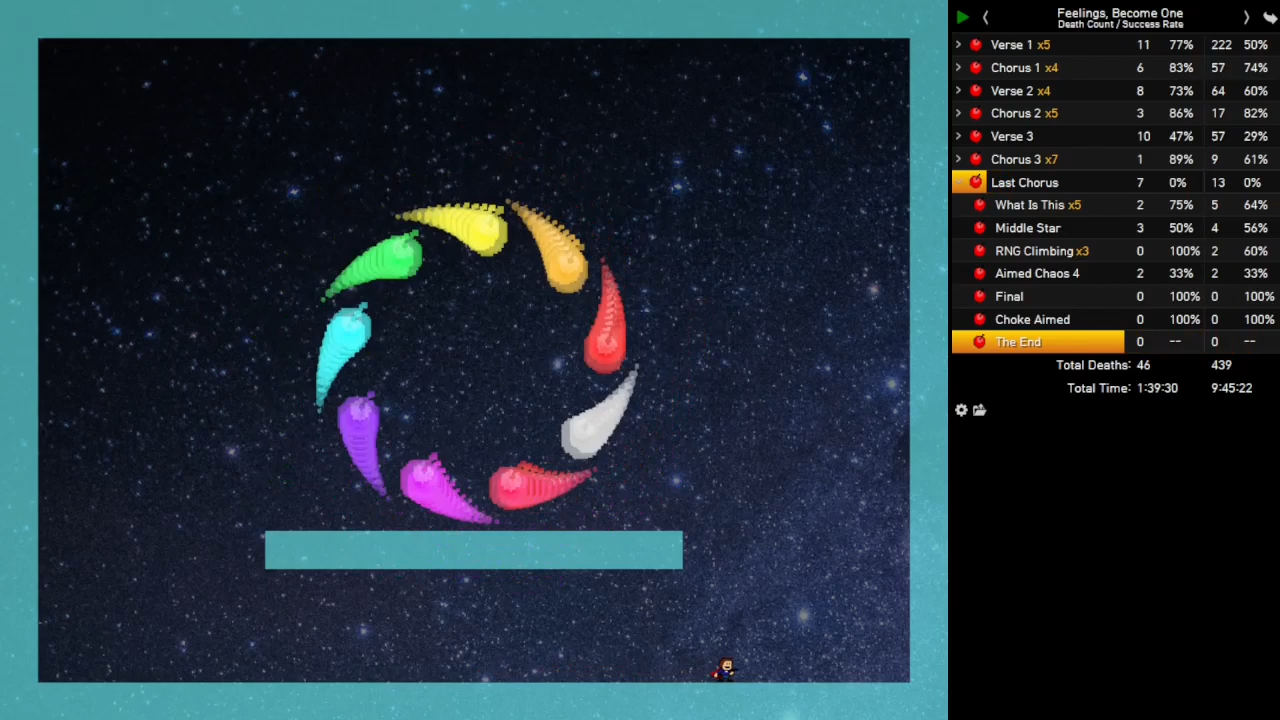 Feelings, Become One
Death Count / Success Rate
Verse 1 x5 11 77% 222 50%
Chorus 1 x4 6 83% 57 74%
Verse 2 x4 8 73% 64 60%
Chorus 2 x5 3 86% 17 82%
Verse 3 10 47% 57 29%
Chorus 3 x7 1 89% 9 61%
Last Chorus 7 0% 13 0%
What Is This x5 2 75% 5 64%
Middle Star 3 50% 4 56%
RNG Climbing x3 0 100% 2 60%
Aimed Chaos 4 2 33% 2 33%
Final 0 100% 0 100%
Choke Aimed 0 100% 0 100%
The End 0 -- 0 --
Total Deaths: 46 439
Total Time: 1:39:30 9:45:22